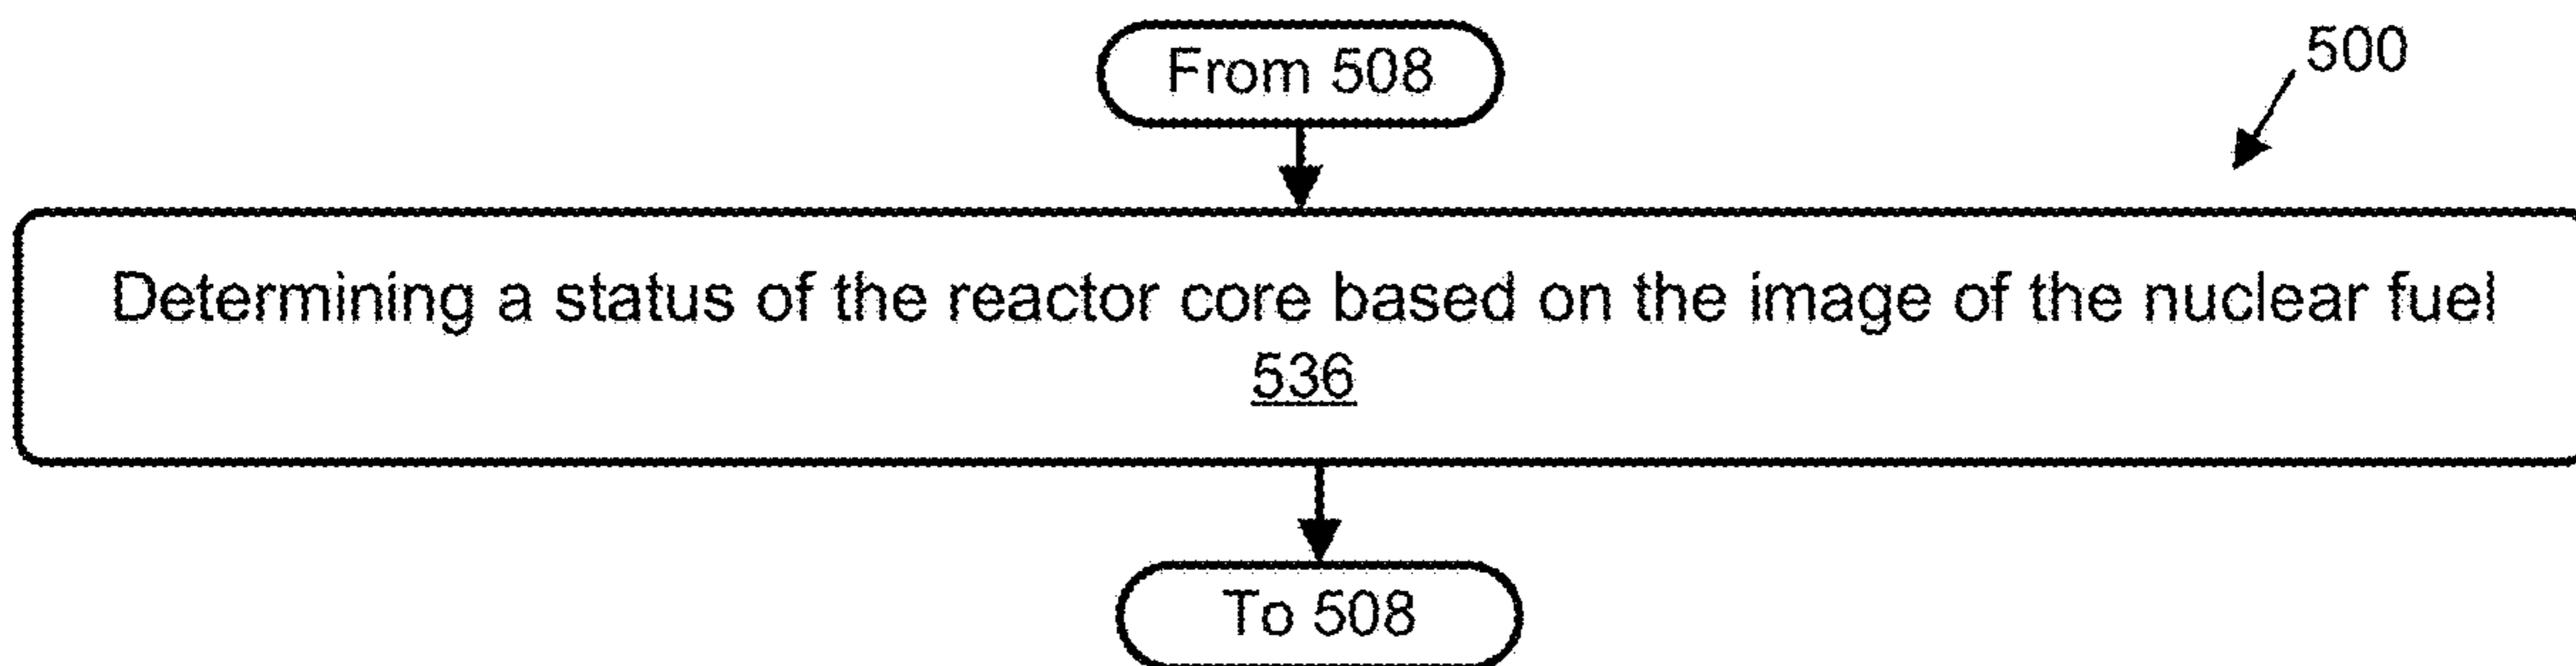 From 508
500
Determining a status of the reactor core based on the image of the nuclear fuel
536
To 508